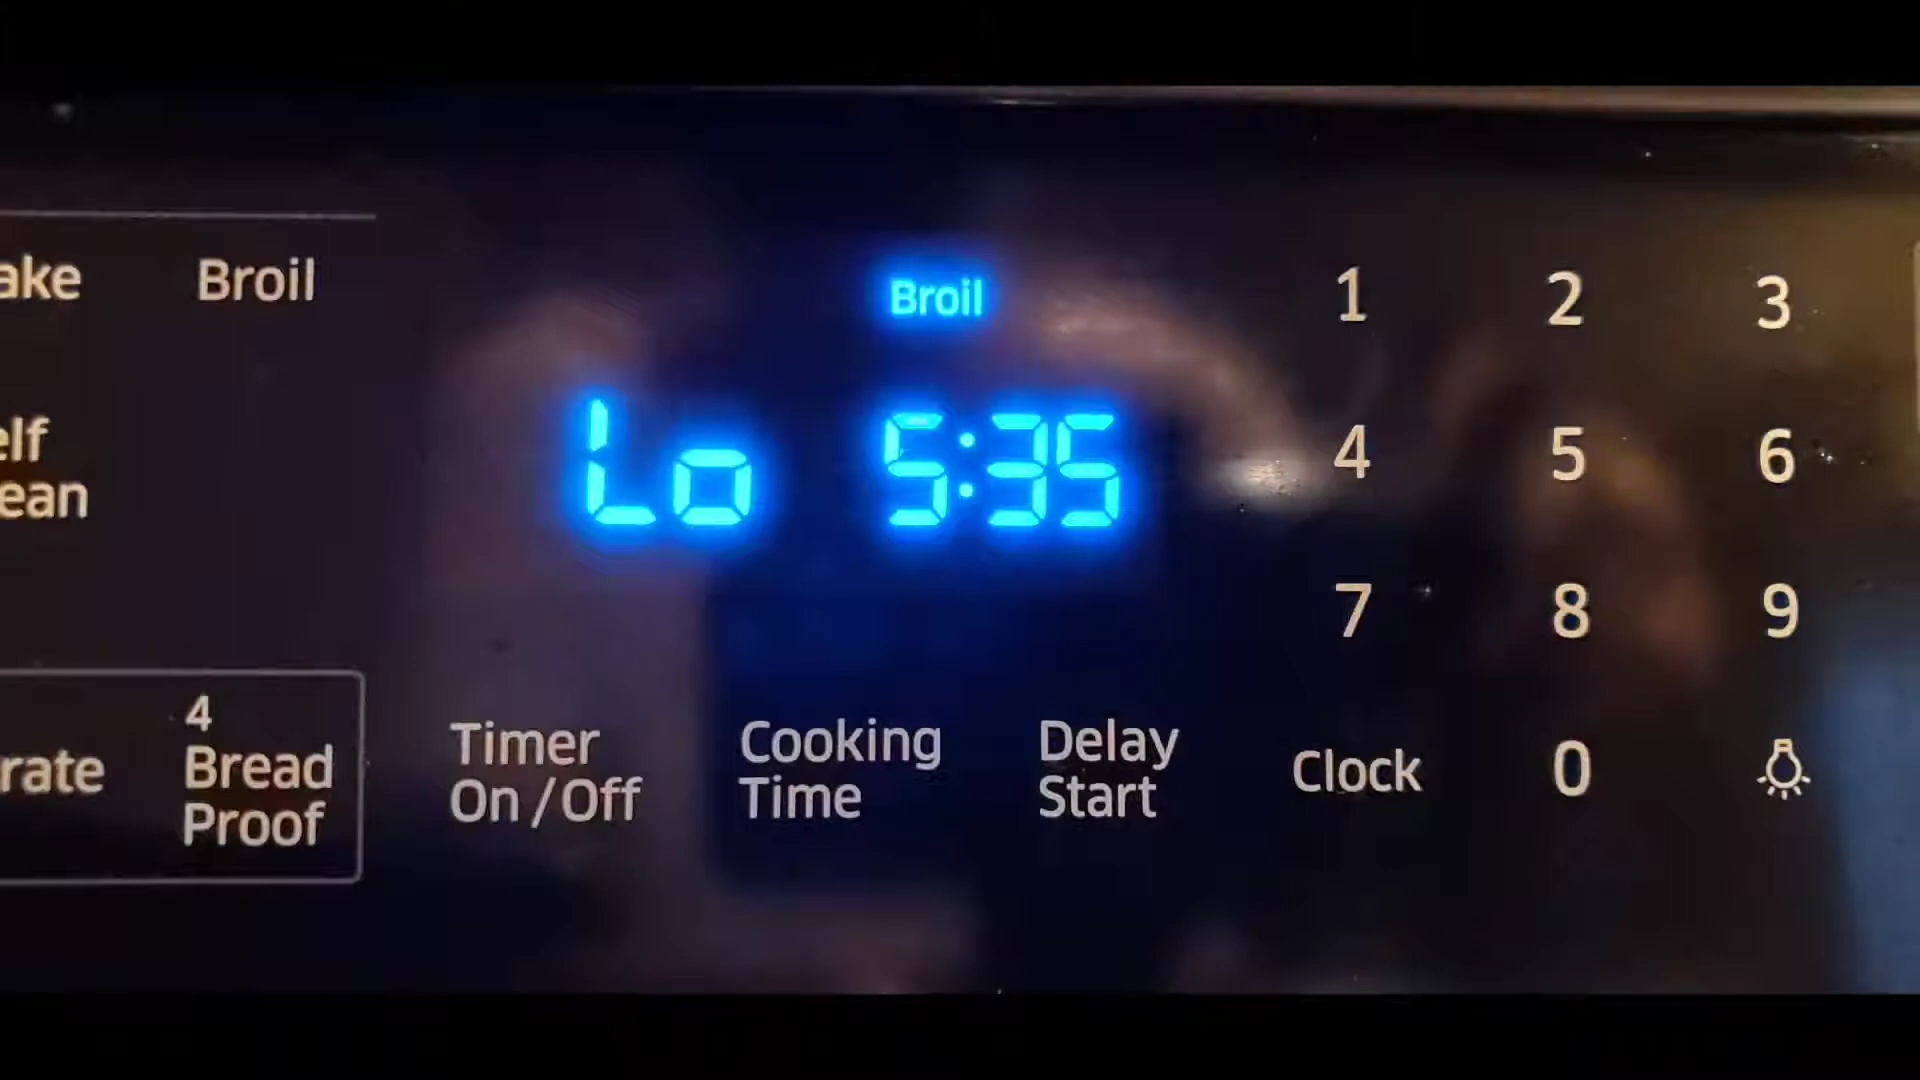 ake Broil
elf
ean
rate
4
Bread
Proof
Broil
Lo 5:35
Timer
On/Off
Cooking
Time
Delay
Start
1 2 3
4 5 6
7 8 9
Clock 0